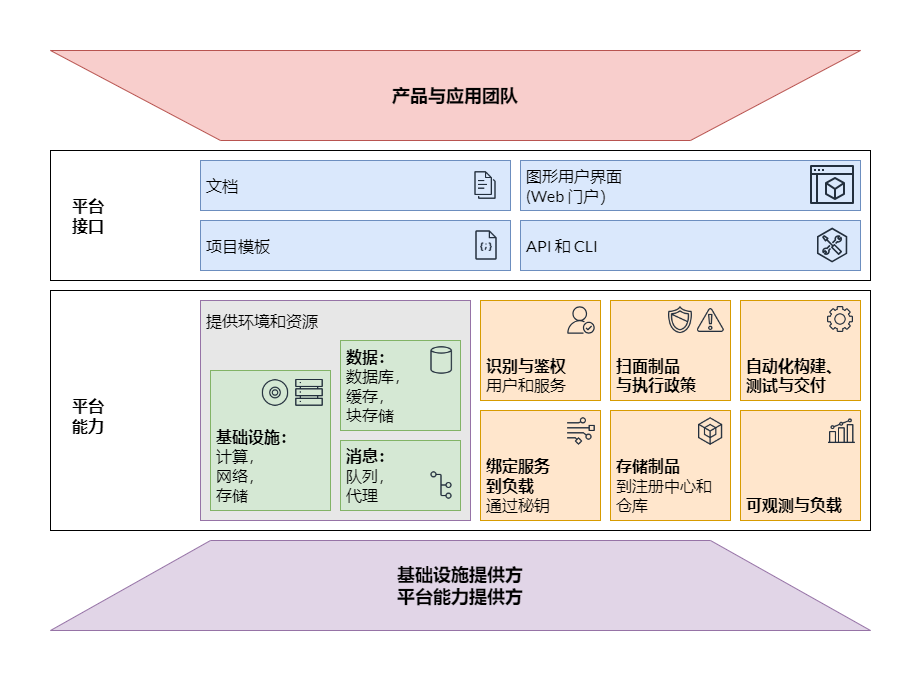 产品与应用团队
平台
接口
文档
图形用户界面
(Web 门户)
项目模板
{;}
API 和 CLI
平台
能力
提供环境和资源
基础设施:
计算,
网络,
存储
数据:
数据库,
缓存,
块存储
消息:
队列,
代理
识别与鉴权
用户和服务
扫面制品
与执行政策
自动化构建、
测试与交付
绑定服务
到负载
通过秘钥
存储制品
到注册中心和
仓库
可观测与负载
基础设施提供方
平台能力提供方